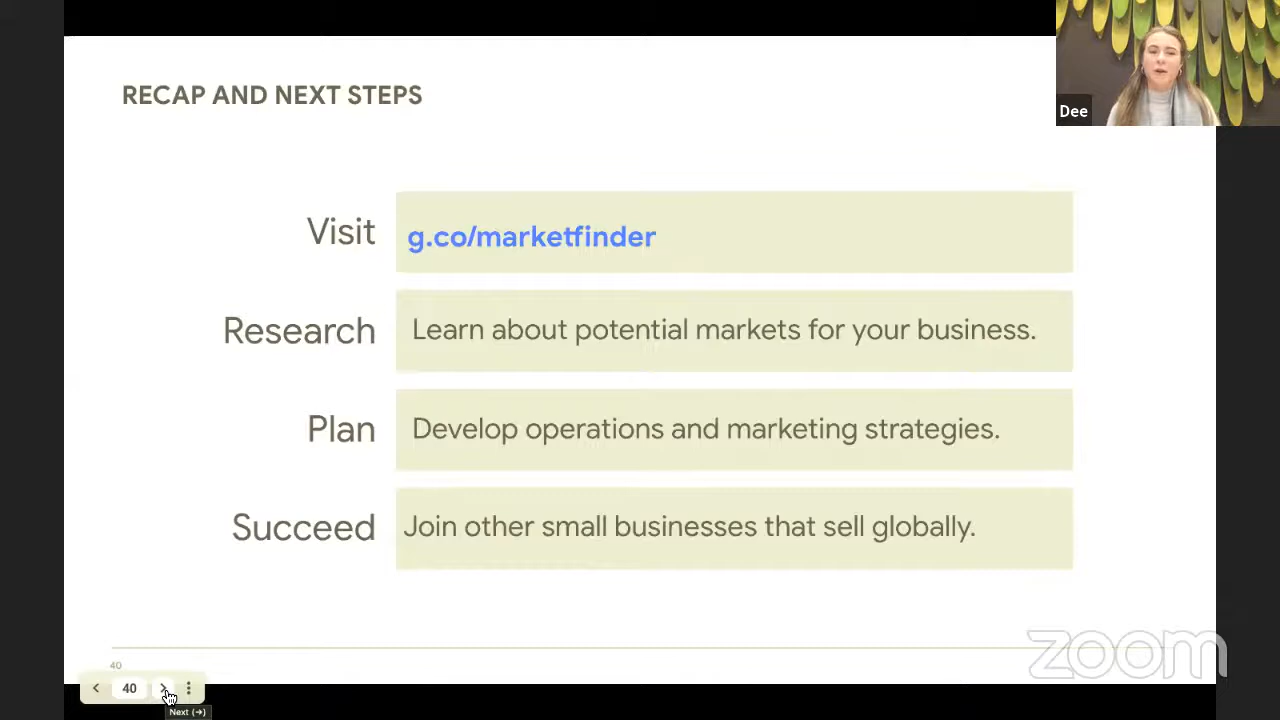 RECAP AND NEXT STEPS
Dee
Visit
g.co/marketfinder
Research
Learn about potential markets for your business.
Plan
Develop operations and marketing strategies.
Succeed
Join other small businesses that sell globally.
zoom
40
40
Next (→)